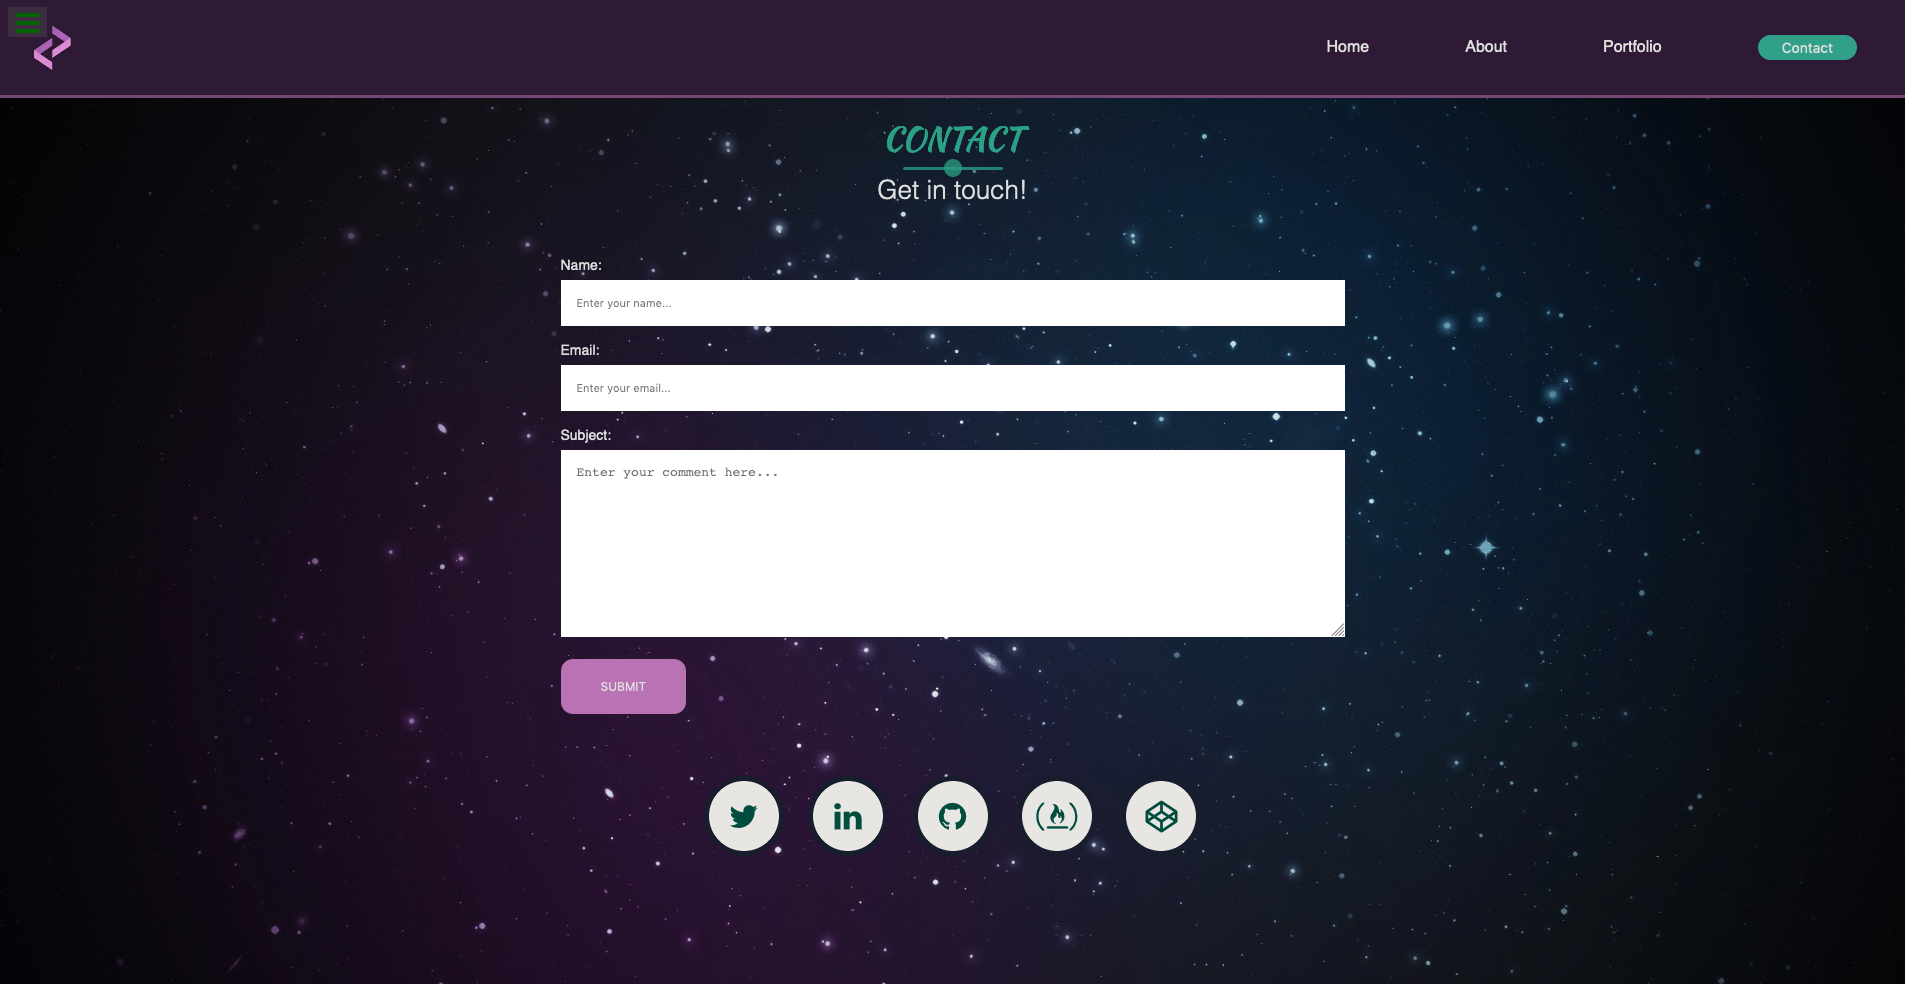 Home
About
Portfolio
Contact
CONTACT
Get in touch!
Name:
Enter your name...
Email:
Enter your email...
Subject:
Enter your comment here...
SUBMIT
in